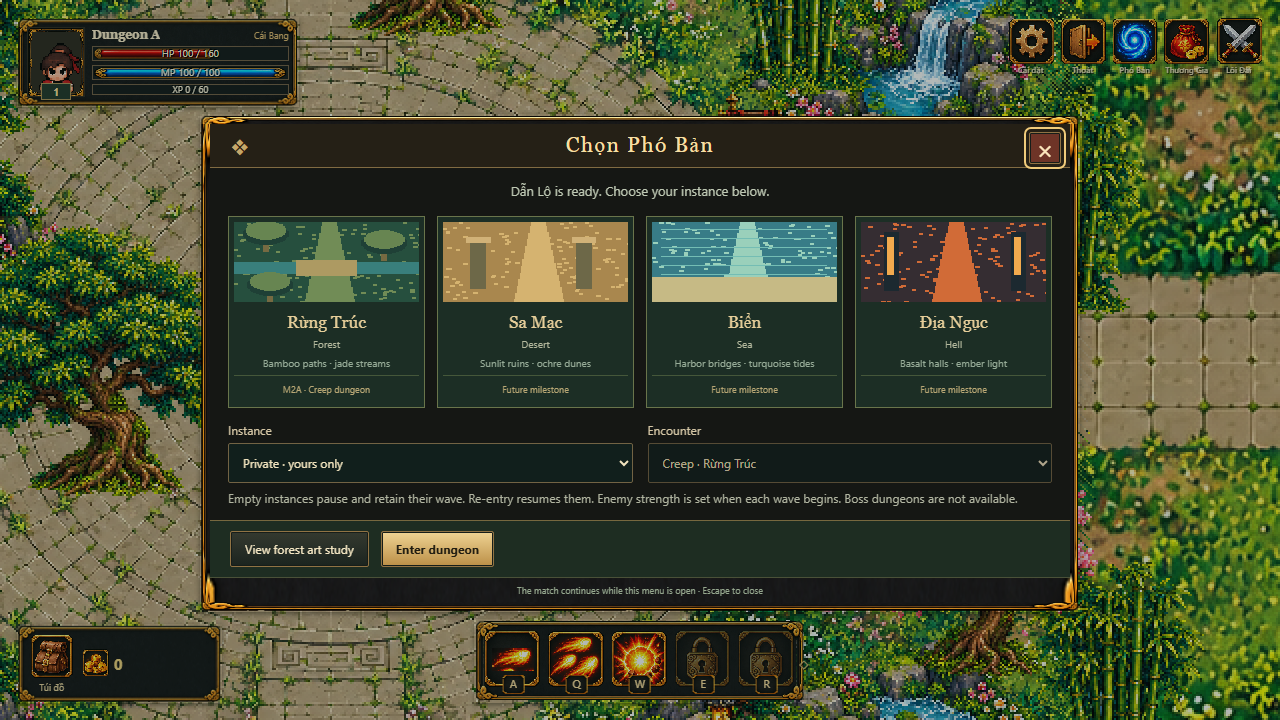 Dungeon A
Cái Bang
HP 100 / 160
MP 100 / 100
XP 0 / 60
1
Cài đặt
Thoát
Phó Bản
Thương Gia
Lôi Đài
Chọn Phó Bản
Dẫn Lộ is ready. Choose your instance below.
Rừng Trúc
Forest
Bamboo paths · jade streams
M2A · Creep dungeon
Sa Mạc
Desert
Sunlit ruins · ochre dunes
Future milestone
Biển
Sea
Harbor bridges · turquoise tides
Future milestone
Địa Ngục
Hell
Basalt halls · ember light
Future milestone
Instance
Encounter
Private · yours only
Creep · Rừng Trúc
Empty instances pause and retain their wave. Re-entry resumes them. Enemy strength is set when each wave begins. Boss dungeons are not available.
View forest art study
Enter dungeon
The match continues while this menu is open · Escape to close
0
Túi đồ
A
Q
W
E
R